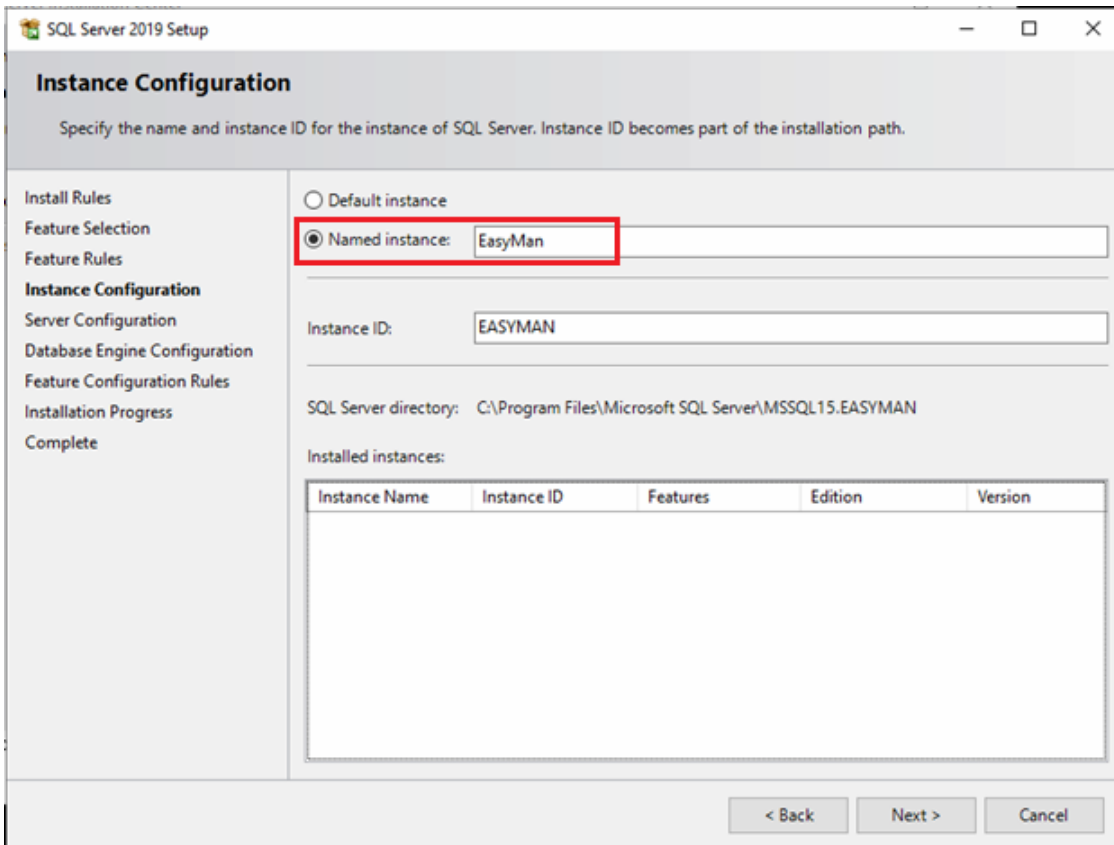 SQL Server 2019 Setup
Instance Configuration
Specify the name and instance ID for the instance of SQL Server. Instance ID becomes part of the installation path.
Install Rules
Feature Selection
Feature Rules
Instance Configuration
Server Configuration
Database Engine Configuration
Feature Configuration Rules
Installation Progress
Complete
Default instance
Named instance: EasyMan
Instance ID: EASYMAN
SQL Server directory: C:\Program Files\Microsoft SQL Server\MSSQL15.EASYMAN
Installed instances:
Instance Name Instance ID Features Edition Version
< Back Next > Cancel